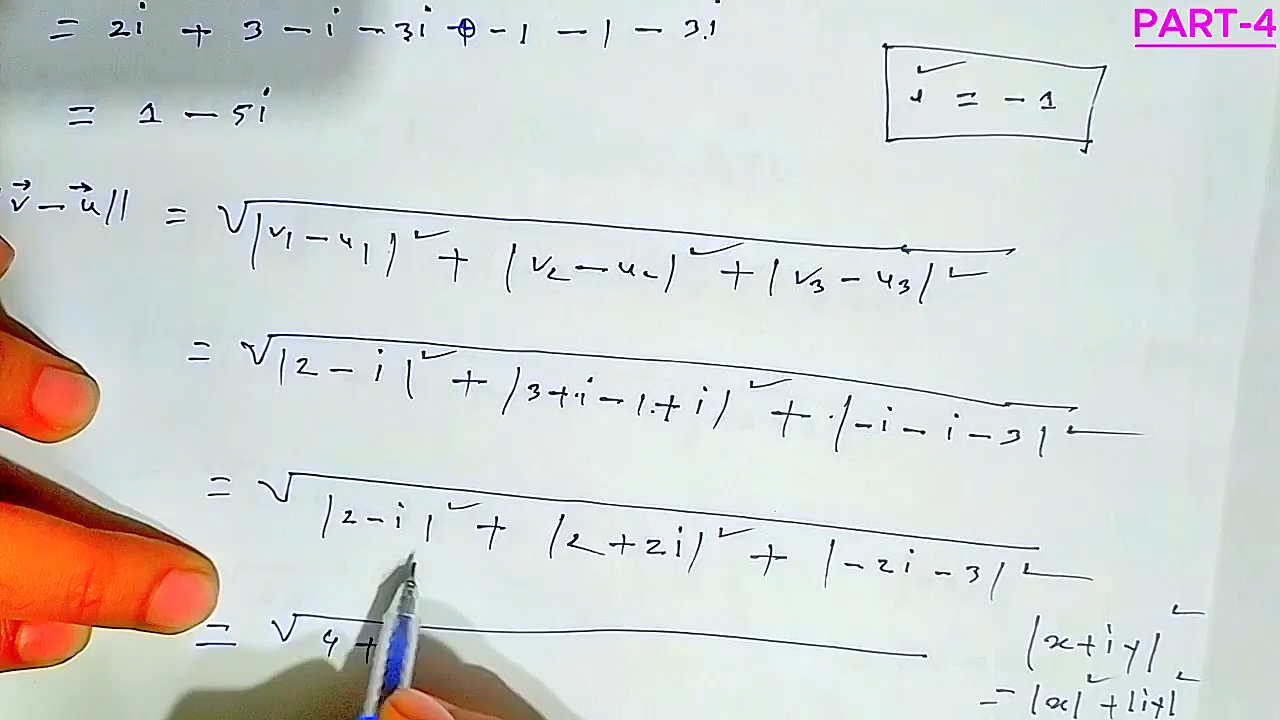 PART-4
= 2i + 3 - i - 3i + - 1 - 1 - 3i
i² = -1
= 1 - 5i
v⃗ - u⃗|| = √|v₁ - u₁|² + |v₂ - u₂|² + |v₃ - u₃|²
= √|2 - i|² + |3 + i - 1 + i|² + |-i - i - 3|²
= √|2 - i|² + |2 + 2i|² + |-2i - 3|²
= √4 +
|x + iy|²
= |x|² + |iy|²